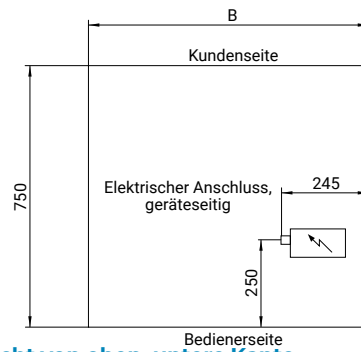 B
Kundenseite
750
Elektrischer Anschluss,
geräteseitig
245
250
Bedienerseite